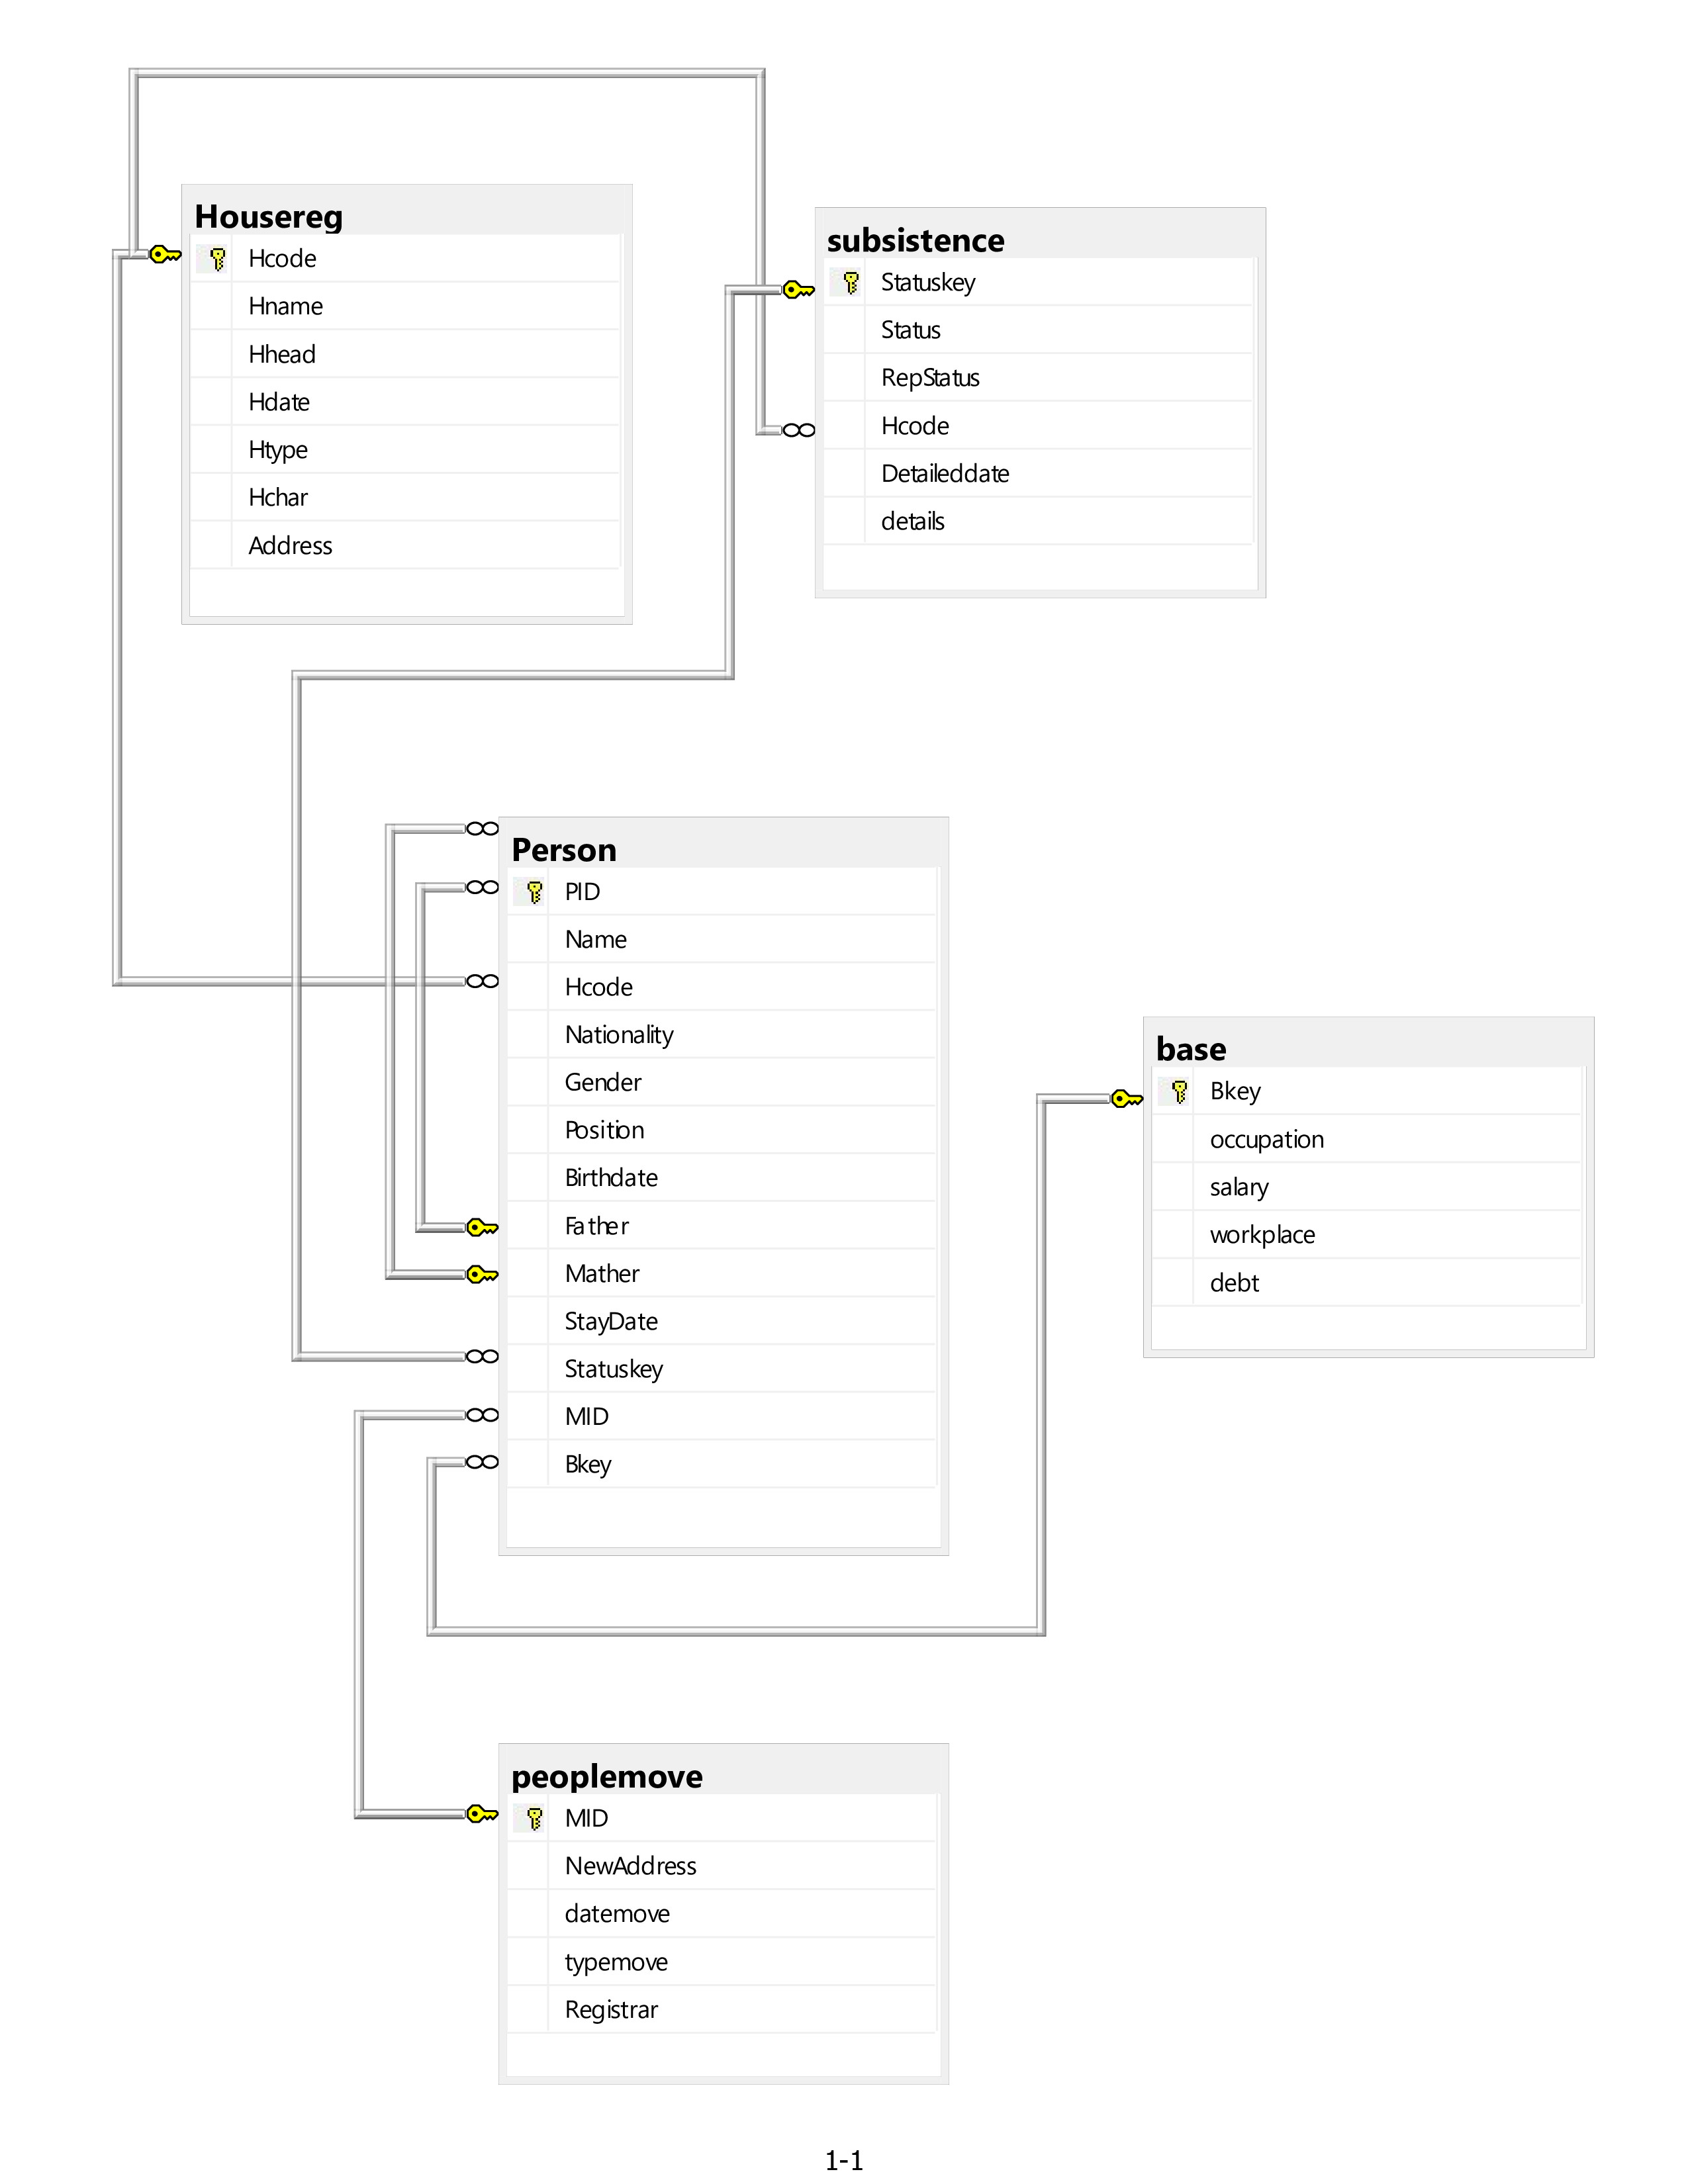 Housereg
Hcode
Hname
Hhead
Hdate
Htype
Hchar
Address
subsistence
Statuskey
Status
RepStatus
Hcode
Detaileddate
details
Person
PID
Name
Hcode
Nationality
Gender
Position
Birthdate
Father
Mather
StayDate
Statuskey
MID
Bkey
base
Bkey
occupation
salary
workplace
debt
peoplemove
MID
NewAddress
datemove
typemove
Registrar
1-1